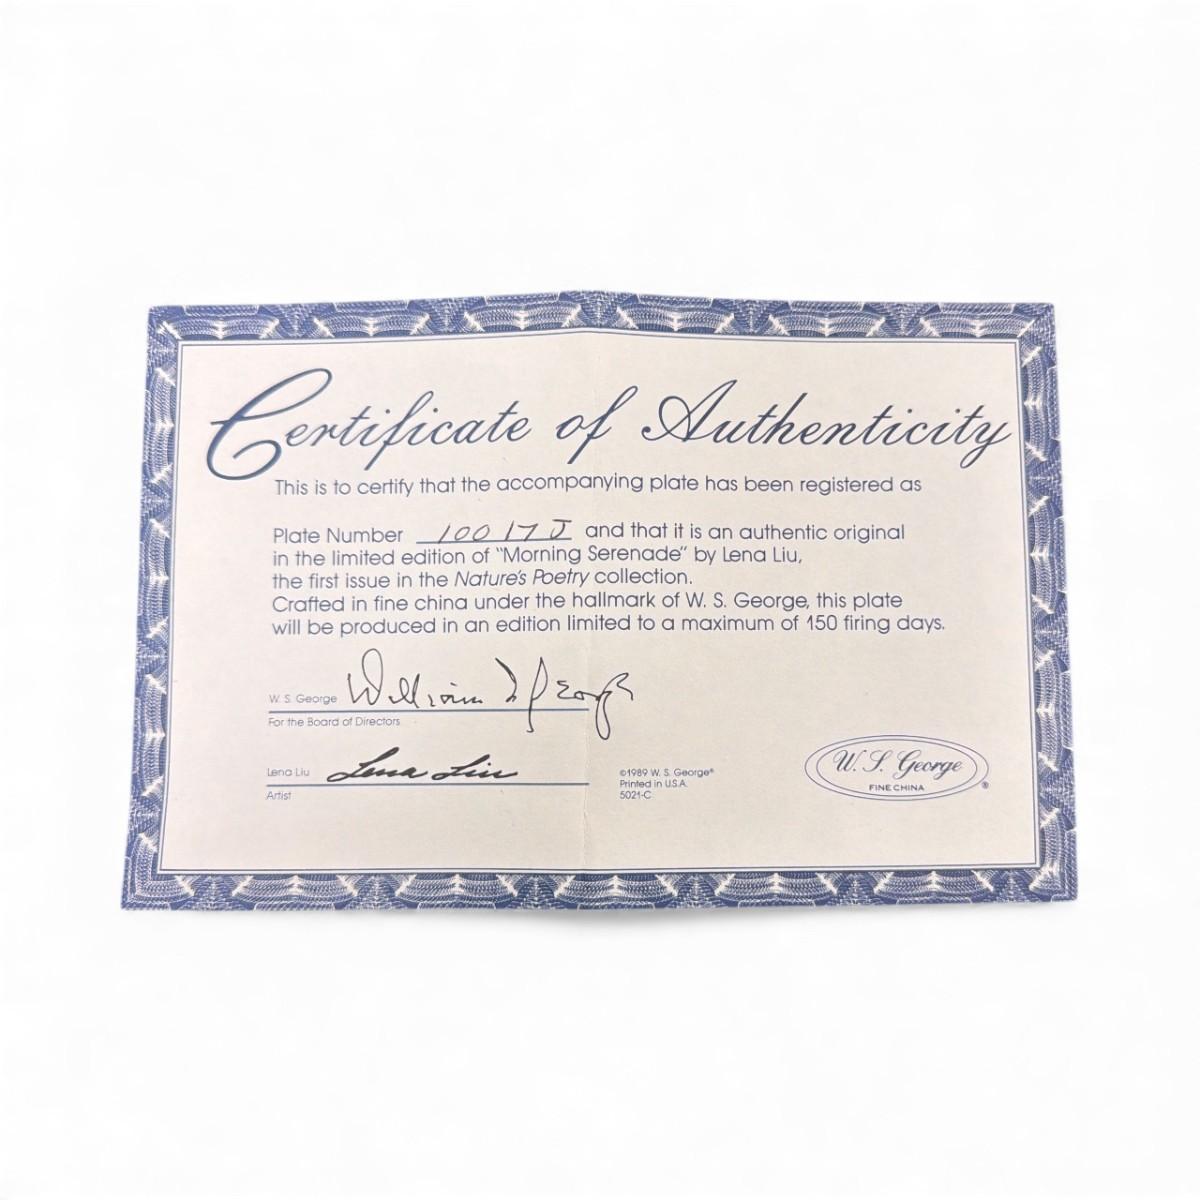 Certificate of Authenticity
This is to certify that the accompanying plate has been registered as
Plate Number 10017J and that it is an authentic original
in the limited edition of "Morning Serenade" by Lena Liu,
the first issue in the Nature's Poetry collection.
Crafted in fine china under the hallmark of W. S. George, this plate
will be produced in an edition limited to a maximum of 150 firing days.
W. S. George William S George
For the Board of Directors
Lena Liu Lena Liu
Artist
©1989 W. S. George®
Printed in U.S.A.
5021-C
W. S. George
FINE CHINA ®